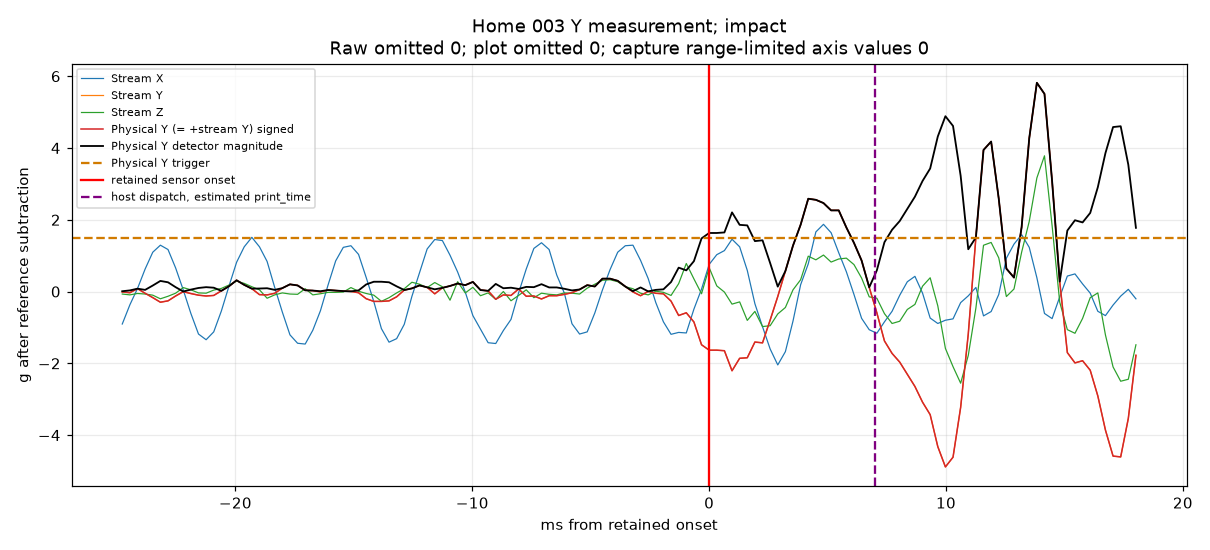 Home 003 Y measurement; impact
Raw omitted 0; plot omitted 0; capture range-limited axis values 0
g after reference subtraction
6
4
2
0
−2
−4
Stream X
Stream Y
Stream Z
Physical Y (= +stream Y) signed
Physical Y detector magnitude
Physical Y trigger
retained sensor onset
host dispatch, estimated print_time
−20
−10
0
10
20
ms from retained onset